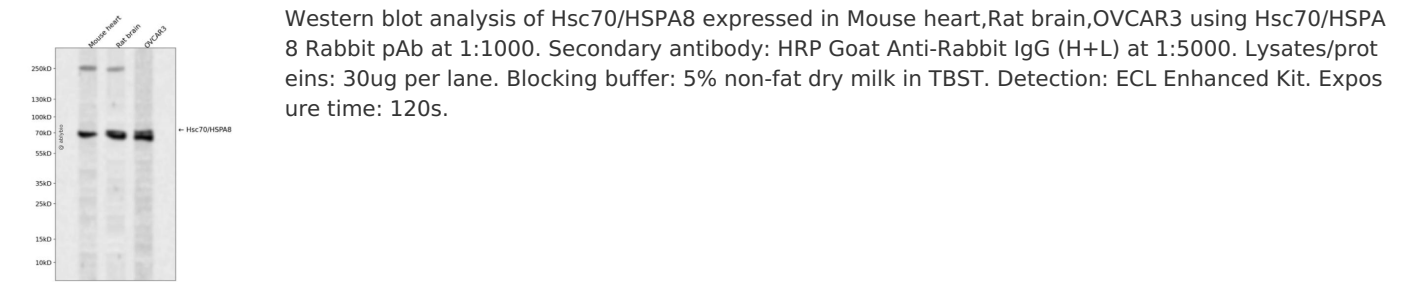 Mouse heart
Rat brain
OVCAR3
250kD
130kD
100kD
70kD
55kD
35kD
25kD
15kD
10kD
← Hsc70/HSPA8
Western blot analysis of Hsc70/HSPA8 expressed in Mouse heart,Rat brain,OVCAR3 using Hsc70/HSPA
8 Rabbit pAb at 1:1000. Secondary antibody: HRP Goat Anti-Rabbit IgG (H+L) at 1:5000. Lysates/prot
eins: 30ug per lane. Blocking buffer: 5% non-fat dry milk in TBST. Detection: ECL Enhanced Kit. Expos
ure time: 120s.